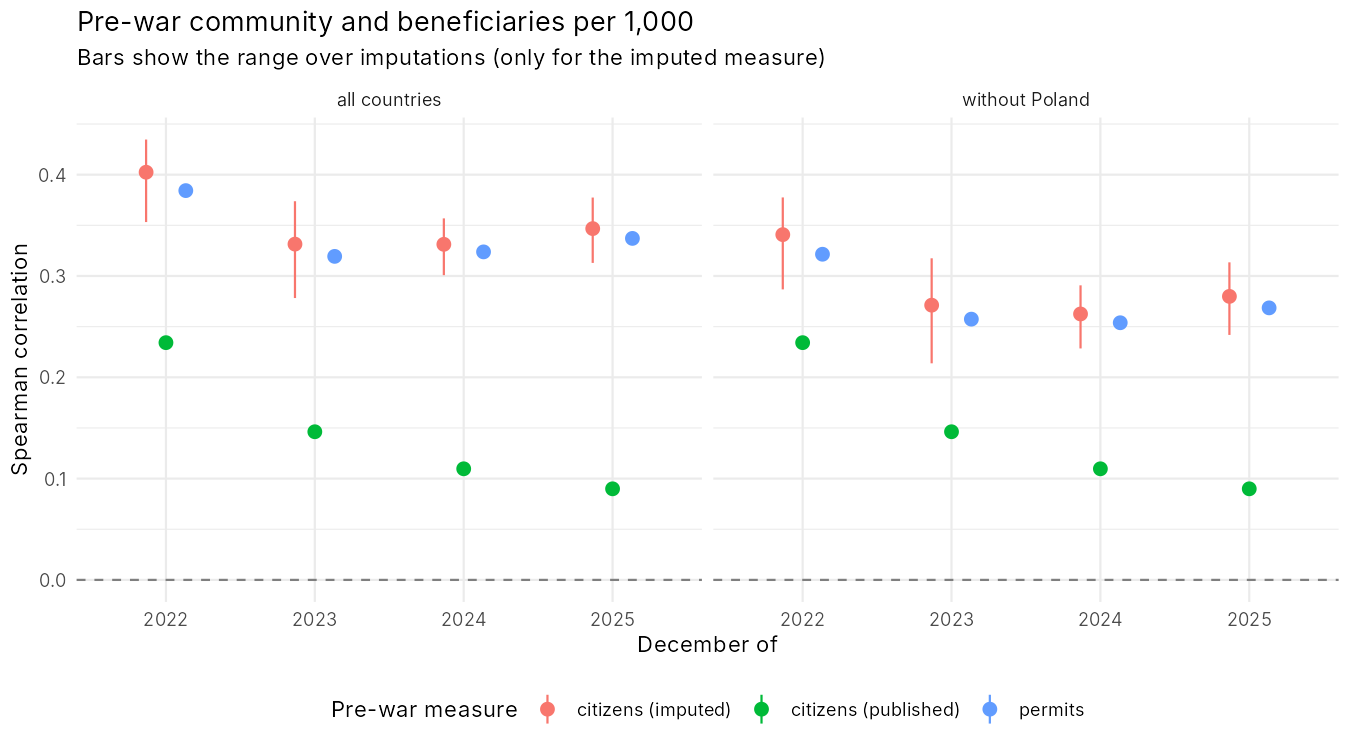 Pre-war community and beneficiaries per 1,000
Bars show the range over imputations (only for the imputed measure)
all countries
without Poland
Spearman correlation
0.4
0.3
0.2
0.1
0.0
2022
2023
2024
2025
2022
2023
2024
2025
December of
Pre-war measure
citizens (imputed)
citizens (published)
permits